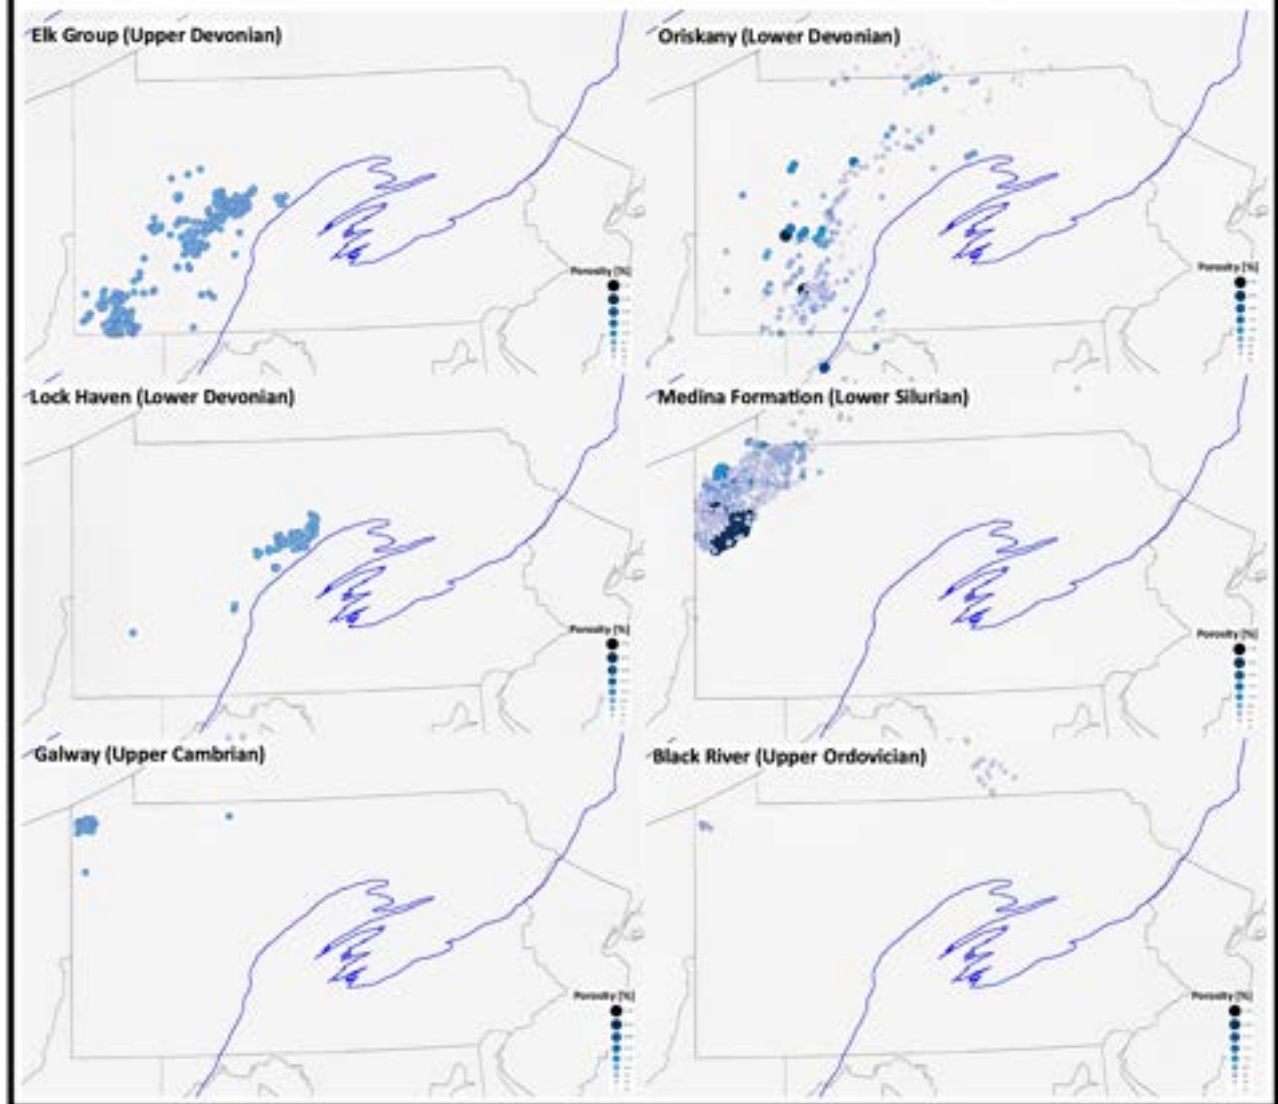 Elk Group (Upper Devonian)
Oriskany (Lower Devonian)
Porosity [%]
Porosity [%]
Lock Haven (Lower Devonian)
Medina Formation (Lower Silurian)
Porosity [%]
Porosity [%]
Galway (Upper Cambrian)
Black River (Upper Ordovician)
Porosity [%]
Porosity [%]